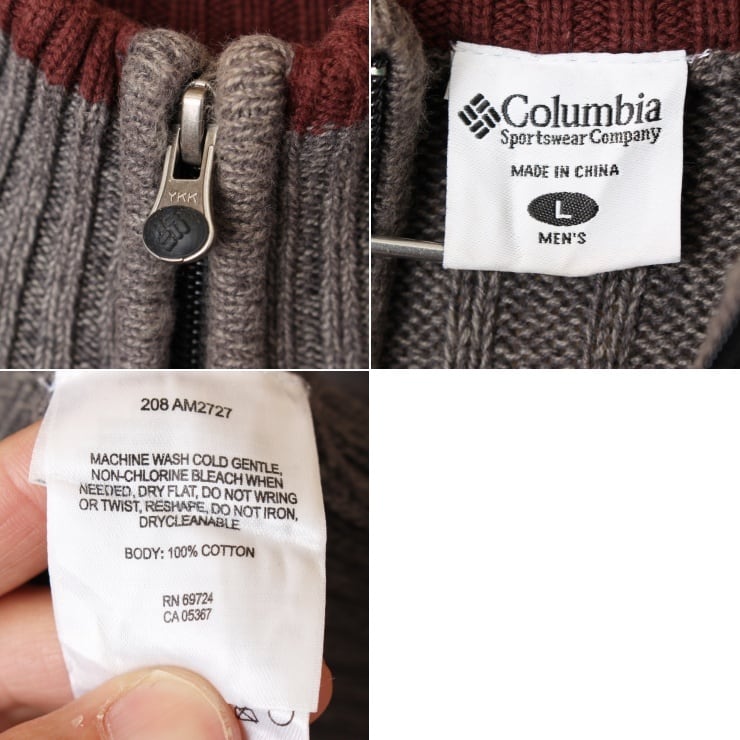 YKK
Columbia
Sportswear Company
MADE IN CHINA
L
MEN'S
208 AM2727
MACHINE WASH COLD GENTLE,
NON-CHLORINE BLEACH WHEN
NEEDED, DRY FLAT, DO NOT WRING
OR TWIST, RESHAPE, DO NOT IRON,
DRYCLEANABLE
BODY: 100% COTTON
RN 69724
CA 05367